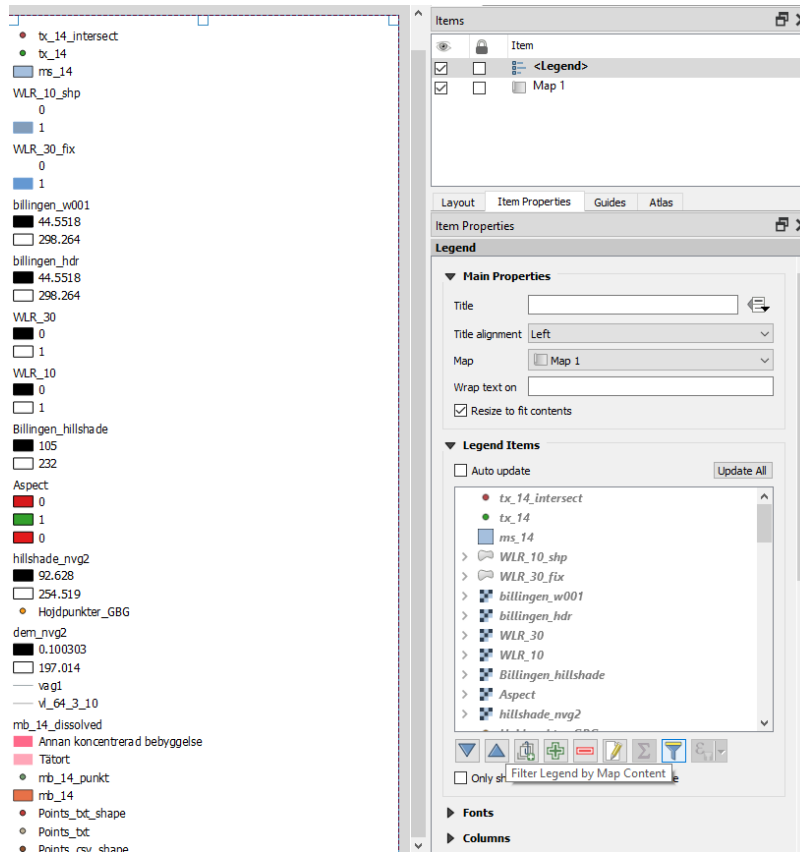 tx_14_intersect
tx_14
ms_14
WLR_10_shp
0
1
WLR_30_fix
0
1
billingen_w001
44.5518
298.264
billingen_hdr
44.5518
298.264
WLR_30
0
1
WLR_10
0
1
Billingen_hillshade
105
232
Aspect
0
1
0
hillshade_nvg2
92.628
254.519
Hojdpunkter_GBG
dem_nvg2
0.100303
197.014
vag1
vl_64_3_10
mb_14_dissolved
Annan koncentrerad bebyggelse
Tätort
mb_14_punkt
mb_14
Points_txt_shape
Points_txt
Points_csv_shape
Items
Item
<Legend>
Map 1
Layout Item Properties Guides Atlas
Item Properties
Legend
Main Properties
Title
Title alignment Left
Map Map 1
Wrap text on
Resize to fit contents
Legend Items
Auto update Update All
tx_14_intersect
tx_14
ms_14
WLR_10_shp
WLR_30_fix
billingen_w001
billingen_hdr
WLR_30
WLR_10
Billingen_hillshade
Aspect
hillshade_nvg2
Only
Filter Legend by Map Content
Fonts
Columns